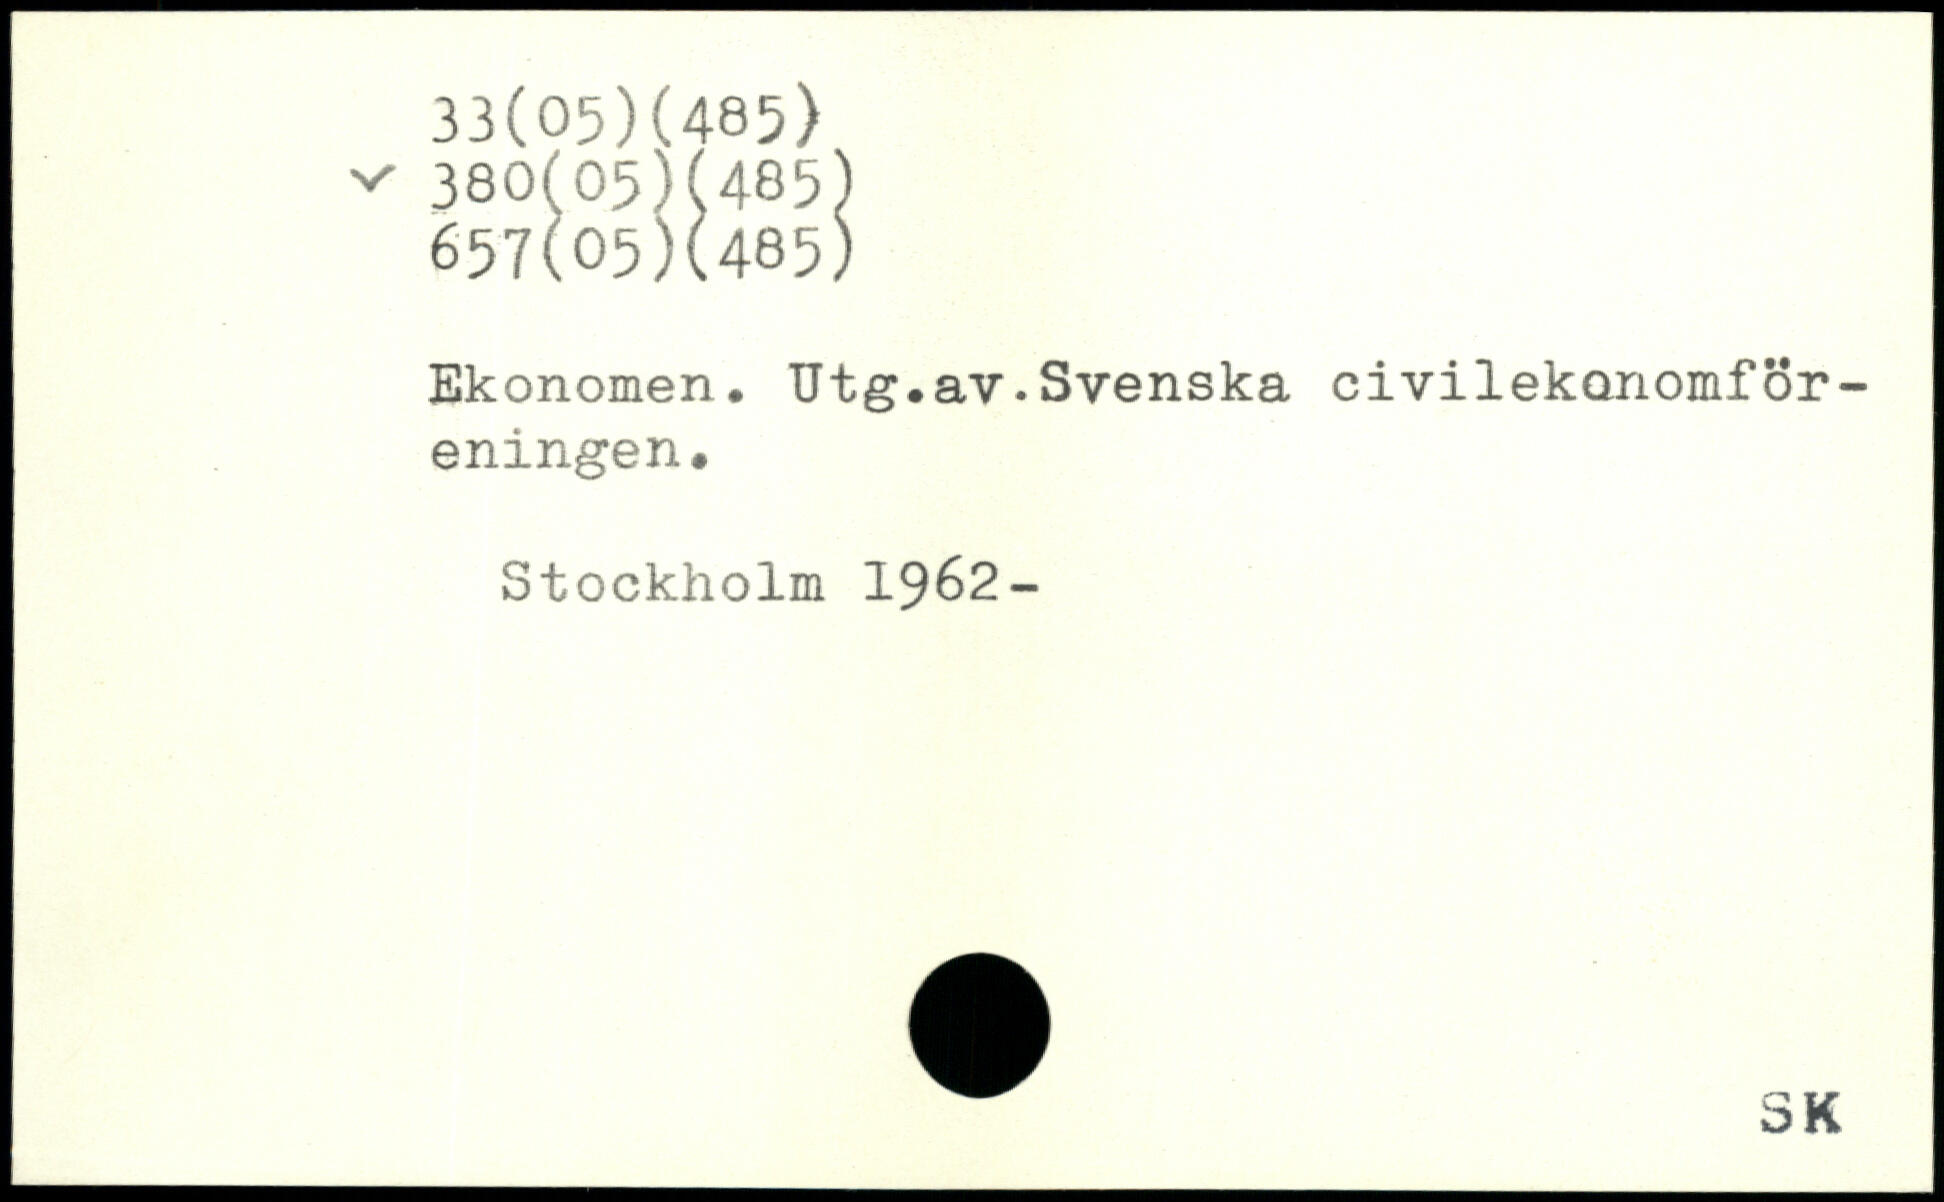 33(05)(485)
✓ 380(05)(485)
657(05)(485)
Ekonomen. Utg.av.Svenska civilekonomför-
eningen.
Stockholm 1962-
SK